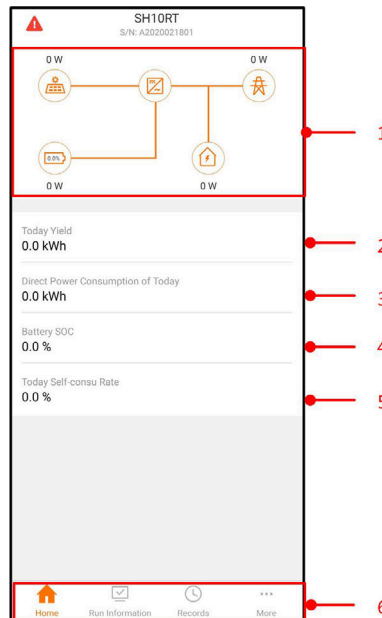 SH10RT
S/N: A2020021801
0 W
0 W
0.0%
0 W
0 W
1
Today Yield
0.0 kWh
2
Direct Power Consumption of Today
0.0 kWh
3
Battery SOC
0.0 %
4
Today Self-consu Rate
0.0 %
5
Home
Run Information
Records
More
6